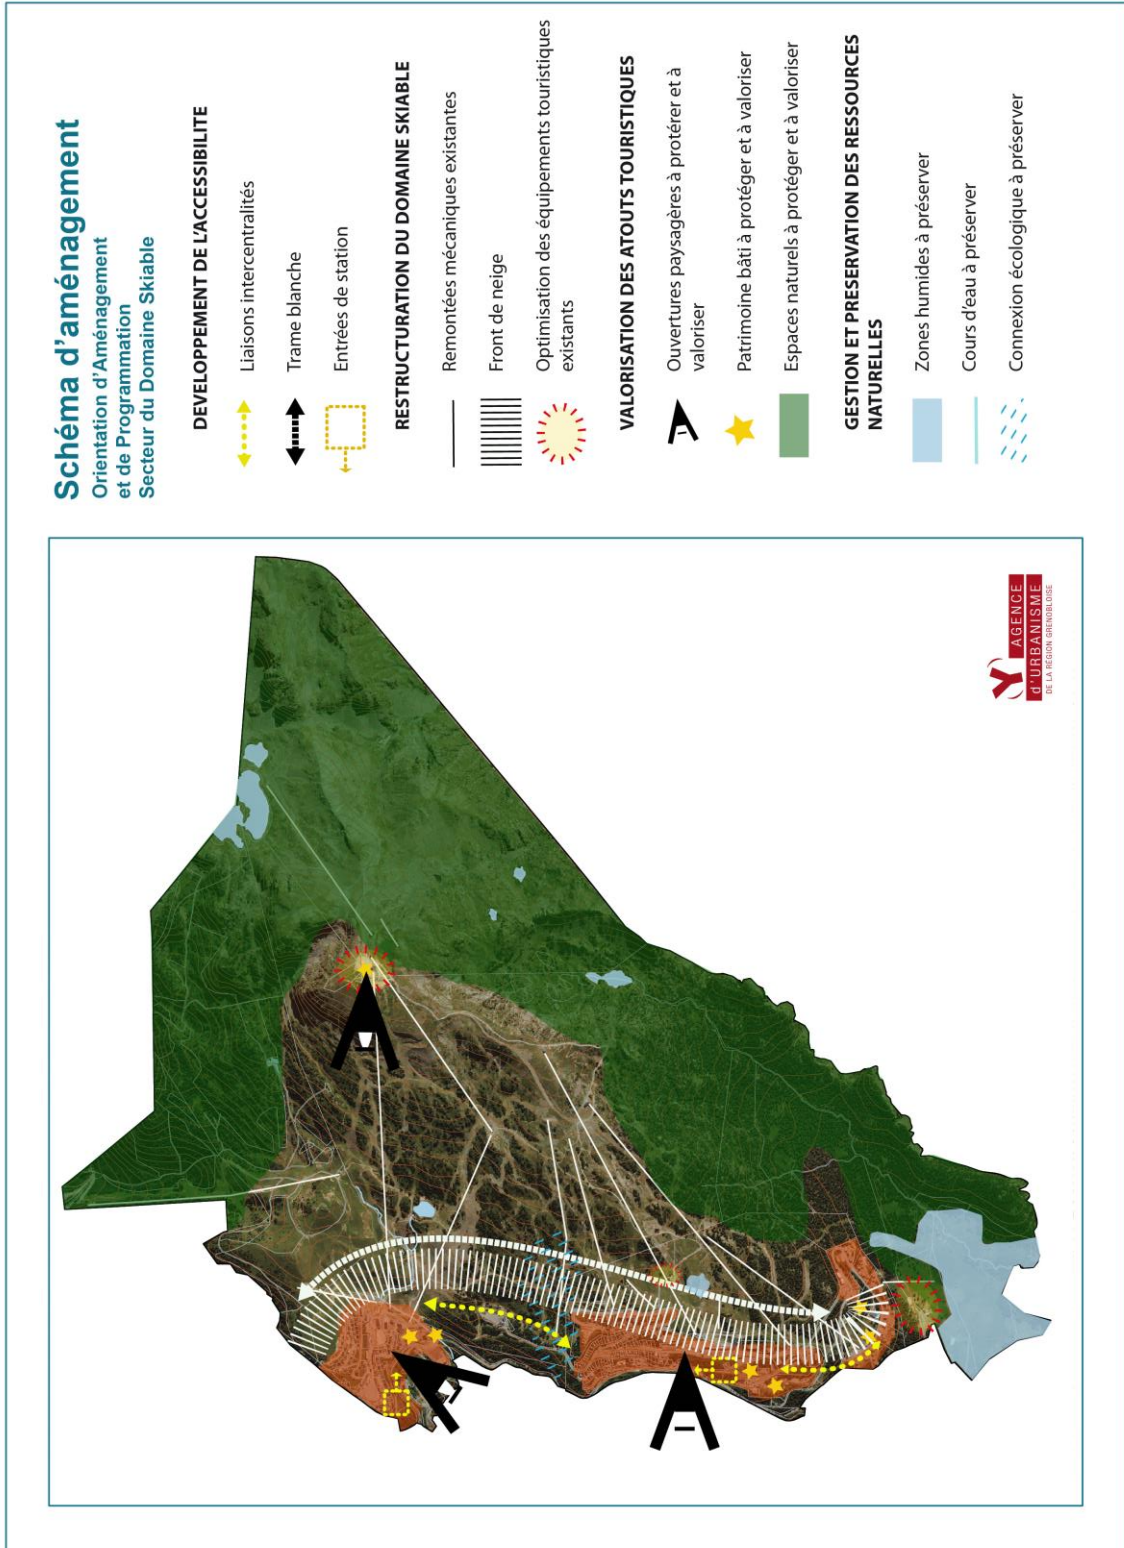 Schéma d'aménagement
Orientation d'Aménagement
et de Programmation
Secteur du Domaine Skiable
DEVELOPPEMENT DE L'ACCESSIBILITE
Liaisons intercentralités
Trame blanche
Entrées de station
RESTRUCTURATION DU DOMAINE SKIABLE
Remontées mécaniques existantes
Front de neige
Optimisation des équipements touristiques
existants
VALORISATION DES ATOUTS TOURISTIQUES
Ouvertures paysagères à protérer et à
valoriser
Patrimoine bâti à protéger et à valoriser
Espaces naturels à protéger et à valoriser
GESTION ET PRESERVATION DES RESSOURCES
NATURELLES
Zones humides à préserver
Cours d'eau à préserver
Connexion écologique à préserver
AGENCE
d'URBANISME
DE LA RÉGION GRENOBLOISE